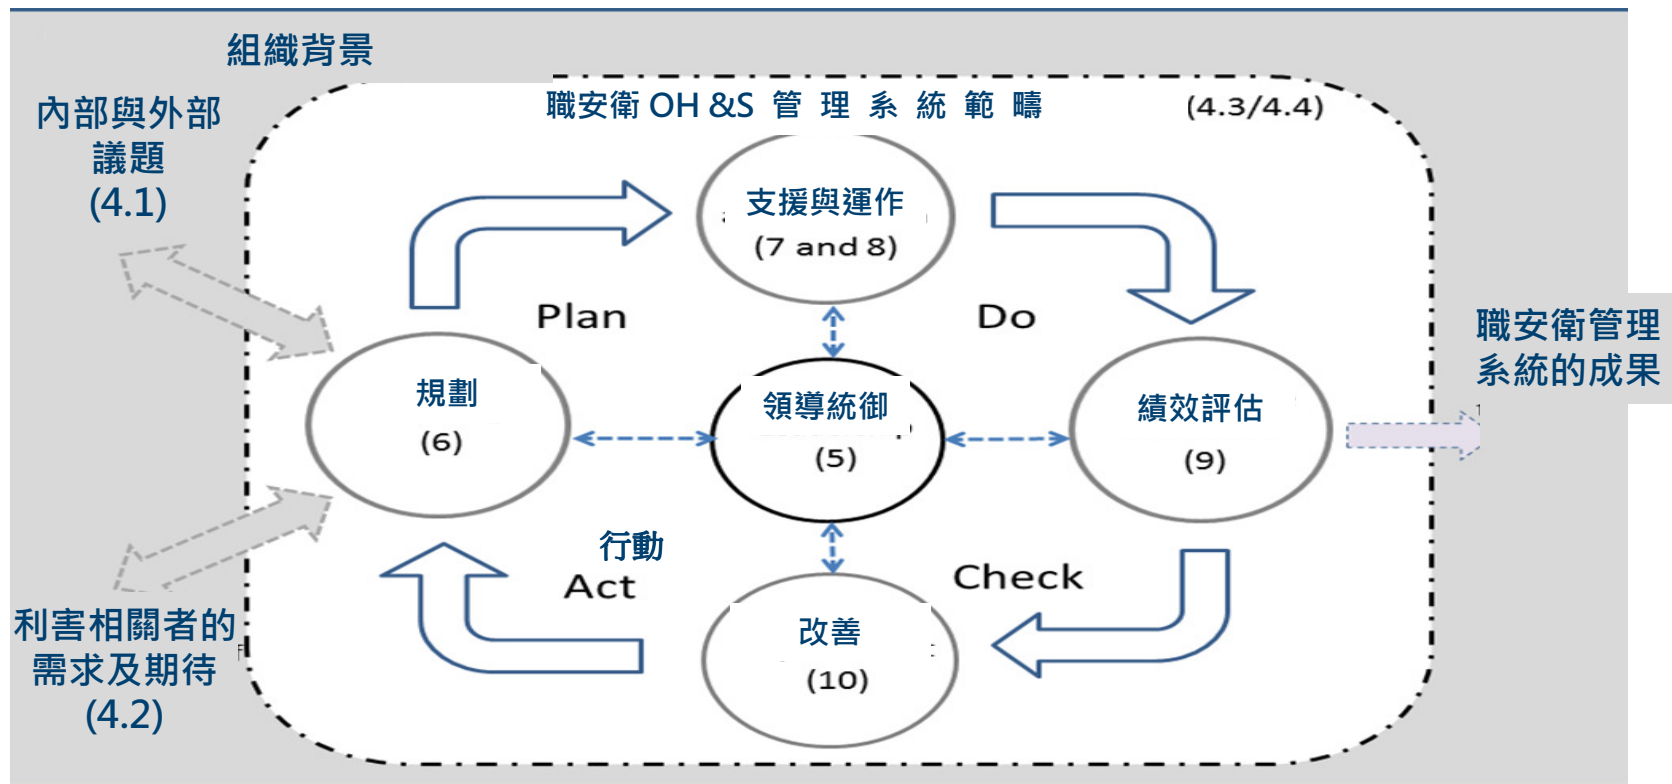 組織背景
職安衛 OH &S 管 理 系 統 範 疇
(4.3/4.4)
內部與外部
議題
(4.1)
支援與運作
(7 and 8)
Plan
Do
職安衛管理
系統的成果
規劃
(6)
領導統御
(5)
績效評估
(9)
行動
Act
Check
利害相關者的
需求及期待
(4.2)
改善
(10)